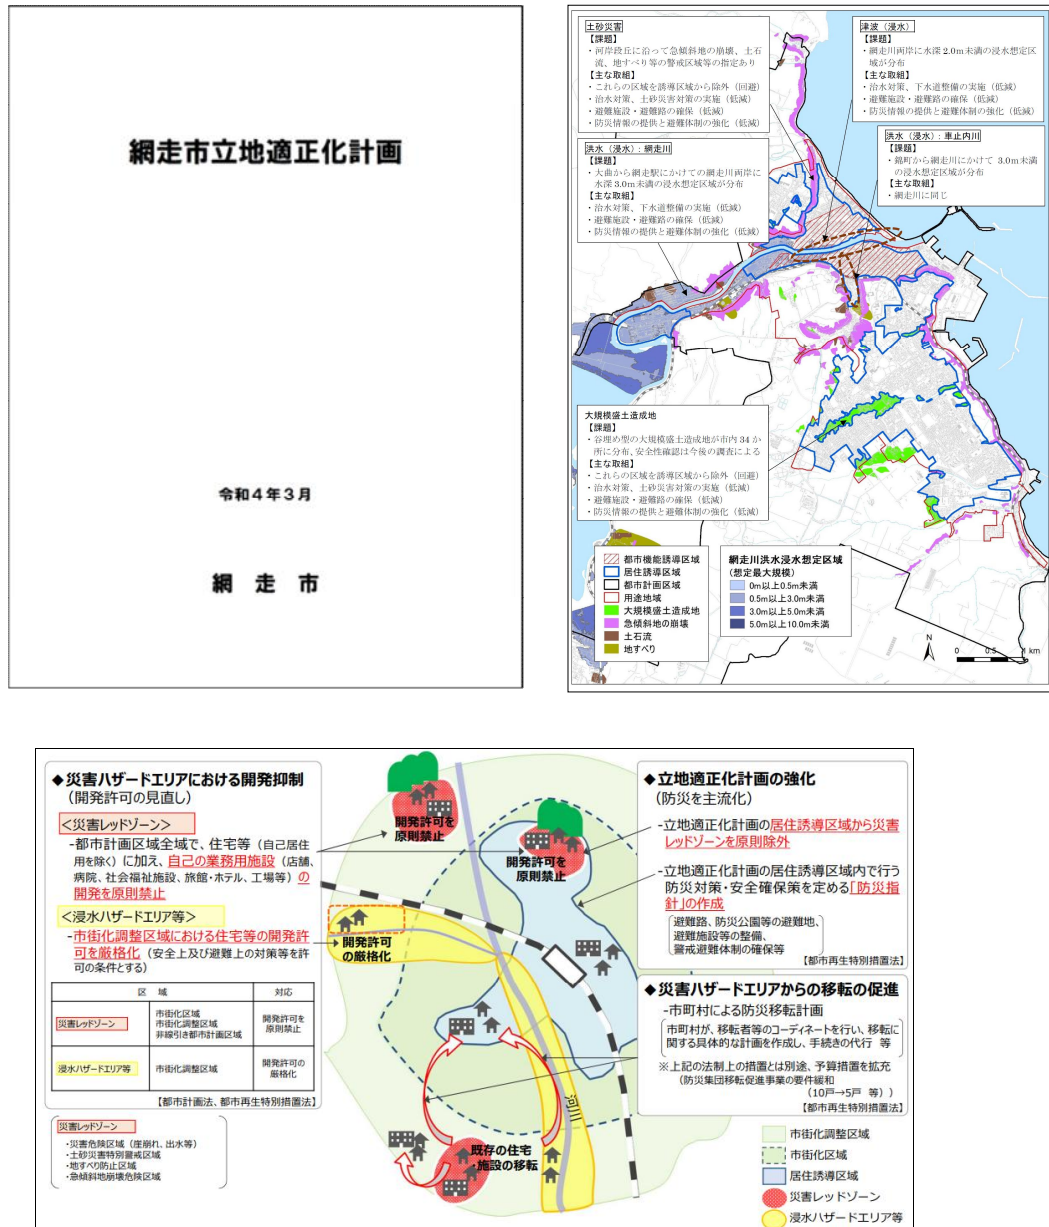 網走市立地適正化計画
令和4年3月
網 走 市
土砂災害
【課題】
・河岸段丘に沿って急傾斜地の崩壊、土石
流、地すべり等の警戒区域等の指定あり
【主な取組】
・これらの区域を誘導区域から除外（回避）
・治水対策、土砂災害対策の実施（低減）
・避難施設・避難路の確保（低減）
・防災情報の提供と避難体制の強化（低減）
津波（浸水）
【課題】
・網走川両岸に水深2.0m未満の浸水想定区
域が分布
【主な取組】
・治水対策、下水道整備の実施（低減）
・避難施設・避難路の確保（低減）
・防災情報の提供と避難体制の強化（低減）
洪水（浸水）：網走川
【課題】
・大曲から網走駅にかけての網走川両岸に
水深3.0m未満の浸水想定区域が分布
【主な取組】
・治水対策、下水道整備の実施（低減）
・避難施設・避難路の確保（低減）
・防災情報の提供と避難体制の強化（低減）
洪水（浸水）：車止内川
【課題】
・錦町から網走川にかけて 3.0m未満
の浸水想定区域が分布
【主な取組】
・網走川に同じ
大規模盛土造成地
【課題】
・谷埋め型の大規模盛土造成地が市内34か
所に分布、安全性確認は今後の調査による
【主な取組】
・これらの区域を誘導区域から除外（回避）
・治水対策、土砂災害対策の実施（低減）
・避難施設・避難路の確保（低減）
・防災情報の提供と避難体制の強化（低減）
都市機能誘導区域
居住誘導区域
都市計画区域
用途地域
大規模盛土造成地
急傾斜地の崩壊
土石流
地すべり
網走川洪水浸水想定区域
（想定最大規模）
0m以上0.5m未満
0.5m以上3.0m未満
3.0m以上5.0m未満
5.0m以上10.0m未満
N
0 0.5 1 km
◆災害ハザードエリアにおける開発抑制
（開発許可の見直し）
＜災害レッドゾーン＞
-都市計画区域全域で、住宅等（自己居住
用を除く）に加え、自己の業務用施設（店舗、
病院、社会福祉施設、旅館・ホテル、工場等）の
開発を原則禁止
＜浸水ハザードエリア等＞
-市街化調整区域における住宅等の開発許
可を厳格化（安全上及び避難上の対策等を許
可の条件とする）
区 域 対応
災害レッドゾーン
市街化区域
市街化調整区域
非線引き都市計画区域
開発許可を
原則禁止
浸水ハザードエリア等
市街化調整区域
開発許可の
厳格化
【都市計画法、都市再生特別措置法】
災害レッドゾーン
・災害危険区域（崖崩れ、出水等）
・土砂災害特別警戒区域
・地すべり防止区域
・急傾斜地崩壊危険区域
開発許可を
原則禁止
開発許可を
原則禁止
開発許可
の厳格化
河川
既存の住宅
・施設の移転
◆立地適正化計画の強化
（防災を主流化）
-立地適正化計画の居住誘導区域から災害
レッドゾーンを原則除外
-立地適正化計画の居住誘導区域内で行う
防災対策・安全確保策を定める「防災指
針」の作成
避難路、防災公園等の避難地、
避難施設等の整備、
警戒避難体制の確保等
【都市再生特別措置法】
◆災害ハザードエリアからの移転の促進
-市町村による防災移転計画
市町村が、移転者等のコーディネートを行い、移転に
関する具体的な計画を作成し、手続きの代行 等
※上記の法制上の措置とは別途、予算措置を拡充
（防災集団移転促進事業の要件緩和
（10戸→5戸 等））
【都市再生特別措置法】
市街化調整区域
市街化区域
居住誘導区域
災害レッドゾーン
浸水ハザードエリア等